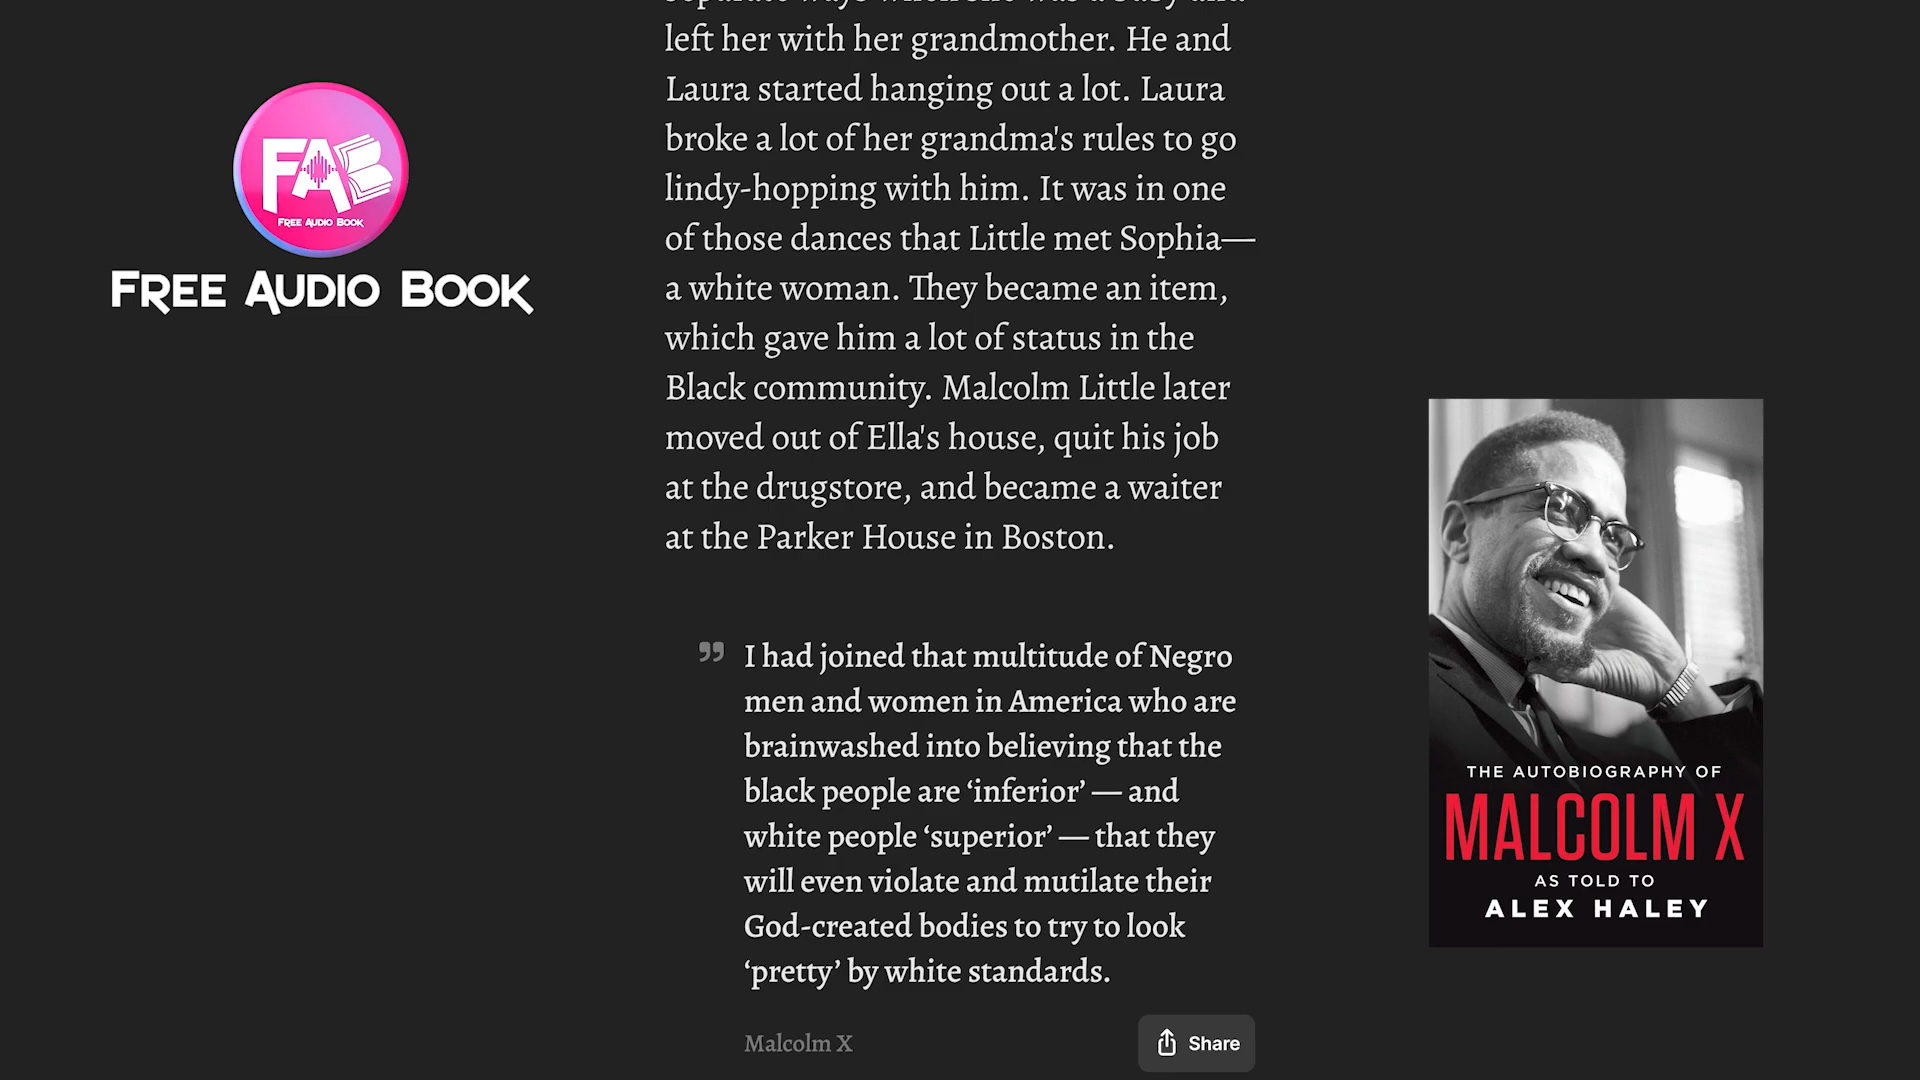 FAB
FREE AUDIO BOOK
FREE AUDIO BOOK
left her with her grandmother. He and
Laura started hanging out a lot. Laura
broke a lot of her grandma's rules to go
lindy-hopping with him. It was in one
of those dances that Little met Sophia—
a white woman. They became an item,
which gave him a lot of status in the
Black community. Malcolm Little later
moved out of Ella's house, quit his job
at the drugstore, and became a waiter
at the Parker House in Boston.
” I had joined that multitude of Negro
men and women in America who are
brainwashed into believing that the
black people are ‘inferior’ — and
white people ‘superior’ — that they
will even violate and mutilate their
God-created bodies to try to look
‘pretty’ by white standards.
Malcolm X
Share
THE AUTOBIOGRAPHY OF
MALCOLM X
AS TOLD TO
ALEX HALEY